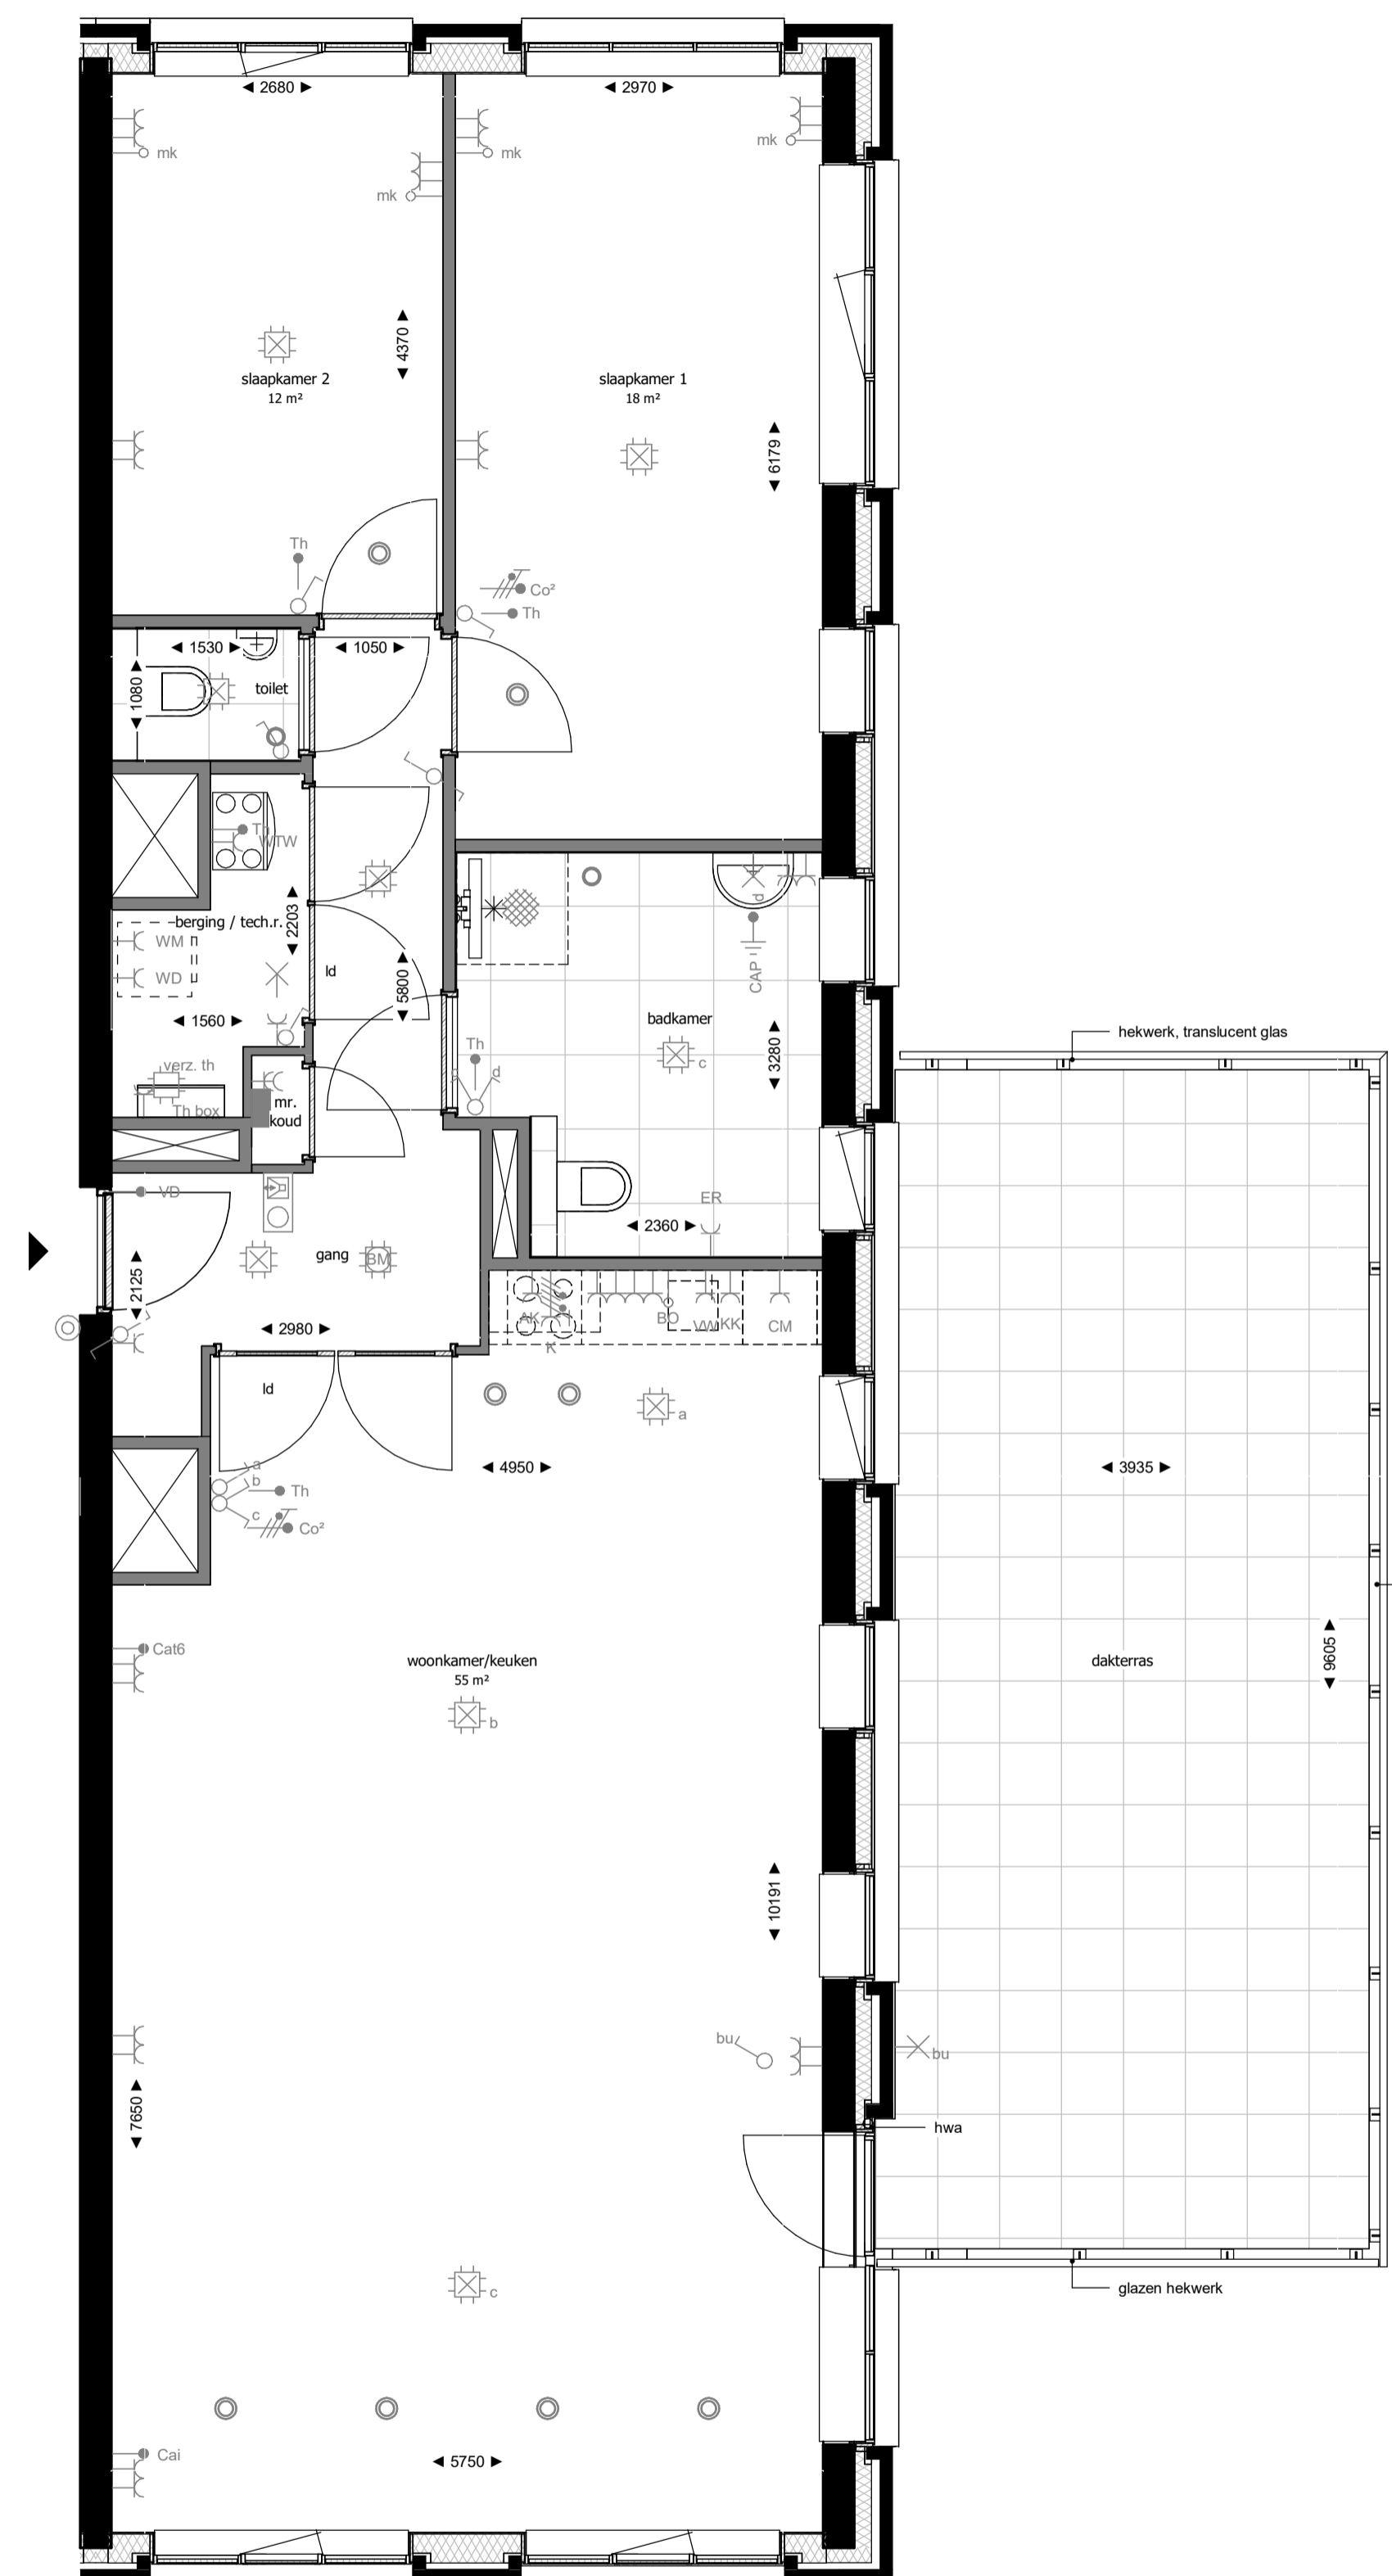 2680
2970
mk
mk
mk
mk
4370
slaapkamer 2
12 m²
slaapkamer 1
18 m²
6179
Th
Co²
Th
1530
1050
1080
toilet
Th
WTW
berging / tech.r.
2203
WM
WD
ld
5800
CAP
d
1560
badkamer
3280
hekwerk, translucent glas
verz. th
Th box
Th
d
c
mr.
koud
VD
ER
2360
gang
BM
2125
2980
AK
K
BO
VW
KK
CM
ld
a
4950
3935
a
b
Th
c
Co²
Cat6
woonkamer/keuken
55 m²
b
dakterras
9605
10191
bu
bu
7650
hwa
c
glazen hekwerk
Cai
5750